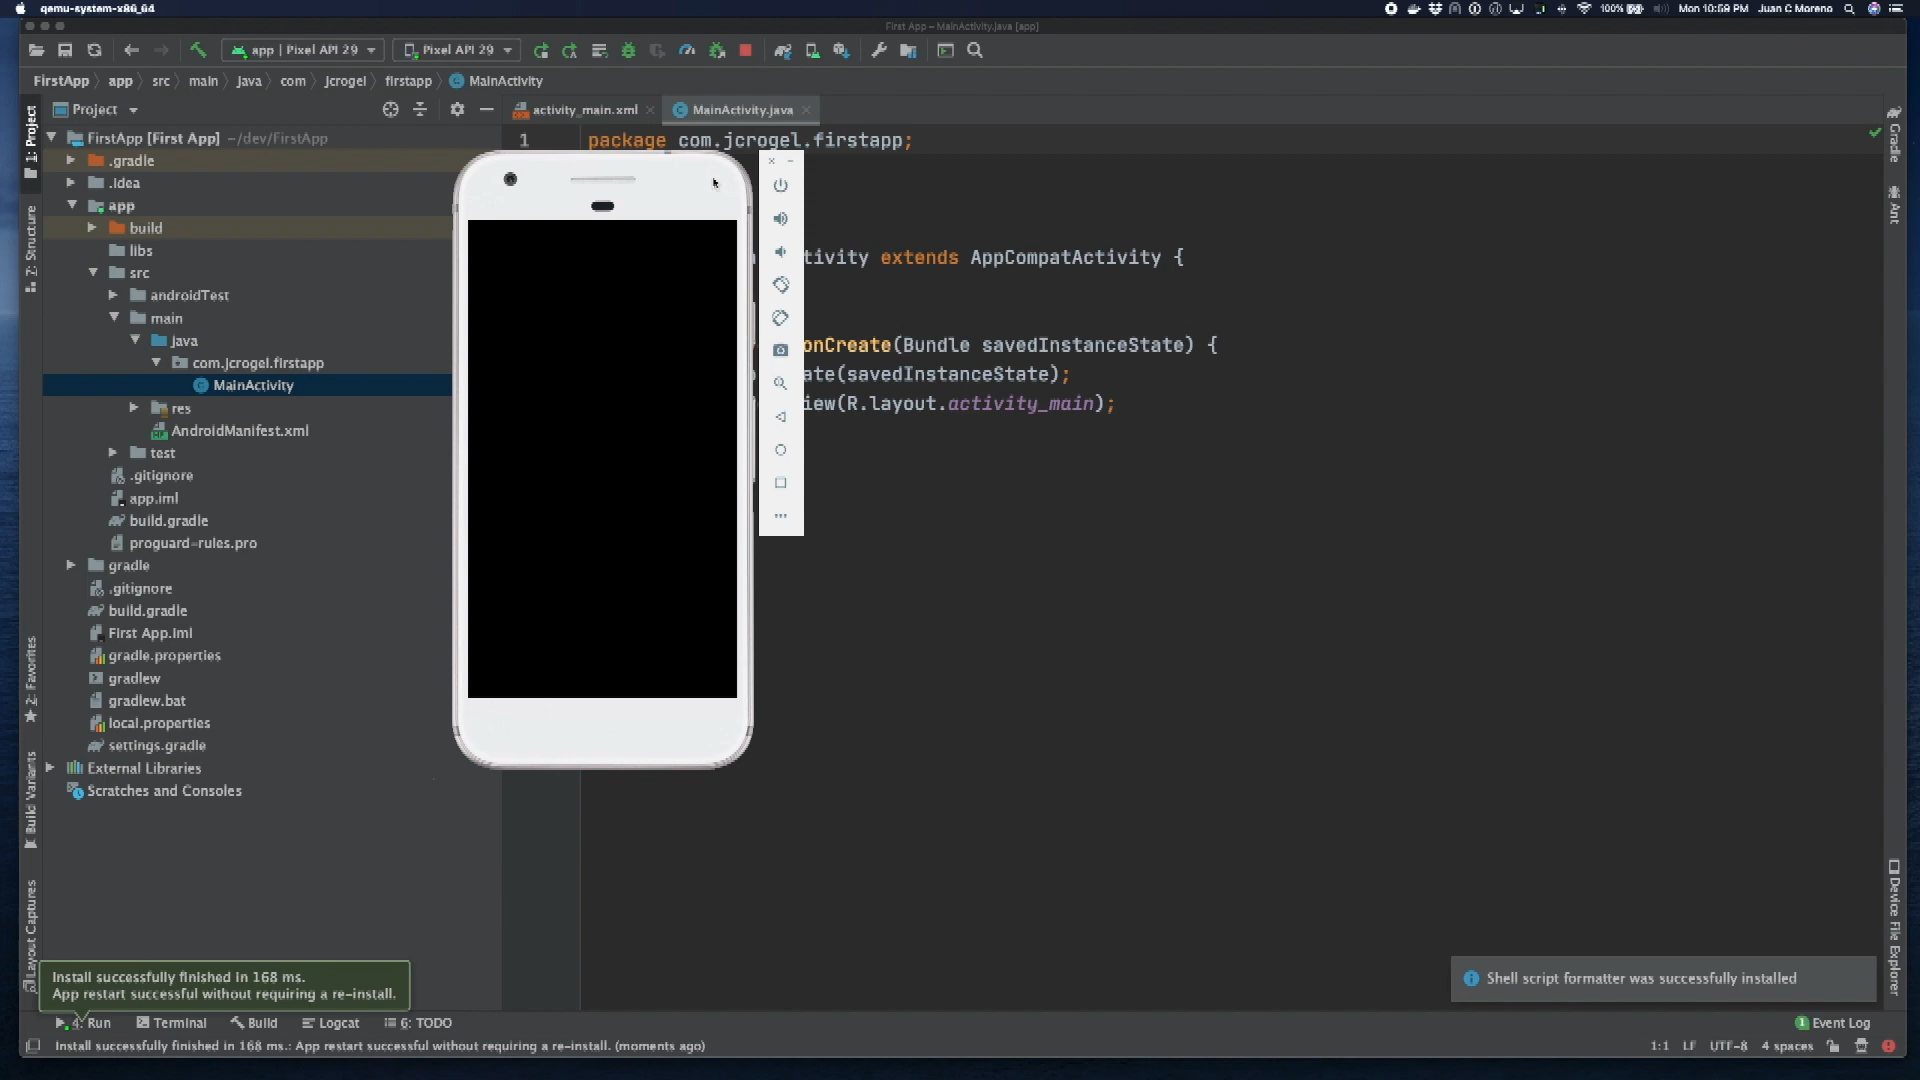 qemu-system-x86_64
100%
Mon 10:59 PM
Juan C Moreno
First App – MainActivity.java [app]
app | Pixel API 29
Pixel API 29
FirstApp
app
src
main
java
com
jcrogel
firstapp
MainActivity
Project
activity_main.xml
MainActivity.java
1: Project
7: Structure
2: Favorites
Build Variants
Layout Captures
FirstApp [First App] ~/dev/FirstApp
.gradle
.idea
app
build
libs
src
androidTest
main
java
com.jcrogel.firstapp
MainActivity
res
AndroidManifest.xml
test
.gitignore
app.iml
build.gradle
proguard-rules.pro
gradle
.gitignore
build.gradle
First App.iml
gradle.properties
gradlew
gradlew.bat
local.properties
settings.gradle
External Libraries
Scratches and Consoles
1
package com.jcrogel.firstapp;
tivity extends AppCompatActivity {
onCreate(Bundle savedInstanceState) {
ate(savedInstanceState);
iew(R.layout.activity_main);
Gradle
Ant
Device File Explorer
Install successfully finished in 168 ms.
App restart successful without requiring a re-install.
Shell script formatter was successfully installed
4: Run
Terminal
Build
Logcat
6: TODO
1 Event Log
Install successfully finished in 168 ms.: App restart successful without requiring a re-install. (moments ago)
1:1
LF
UTF-8
4 spaces